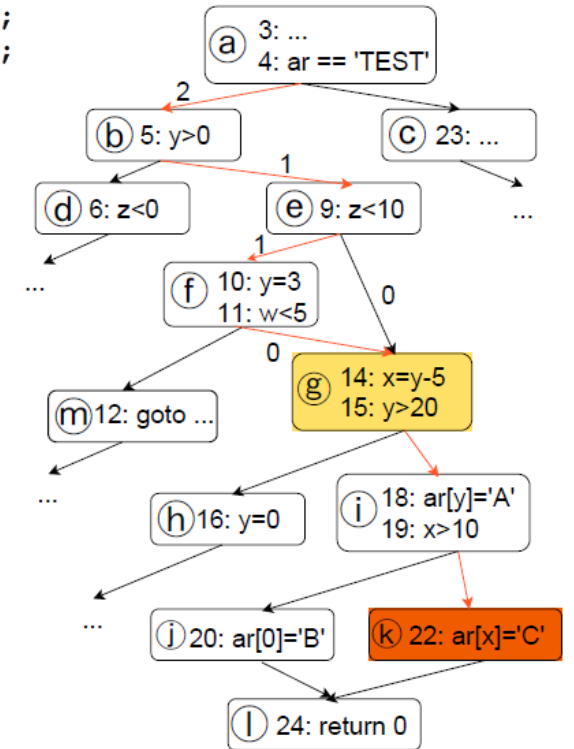 ;
;
a
3: ...
4: ar == 'TEST'
2
b 5: y>0
c 23: ...
1
d 6: z<0
e 9: z<10
...
...
1
f
10: y=3
11: w<5
0
0
g
14: x=y-5
15: y>20
m 12: goto ...
...
h 16: y=0
i
18: ar[y]='A'
19: x>10
...
j 20: ar[0]='B'
k 22: ar[x]='C'
l 24: return 0